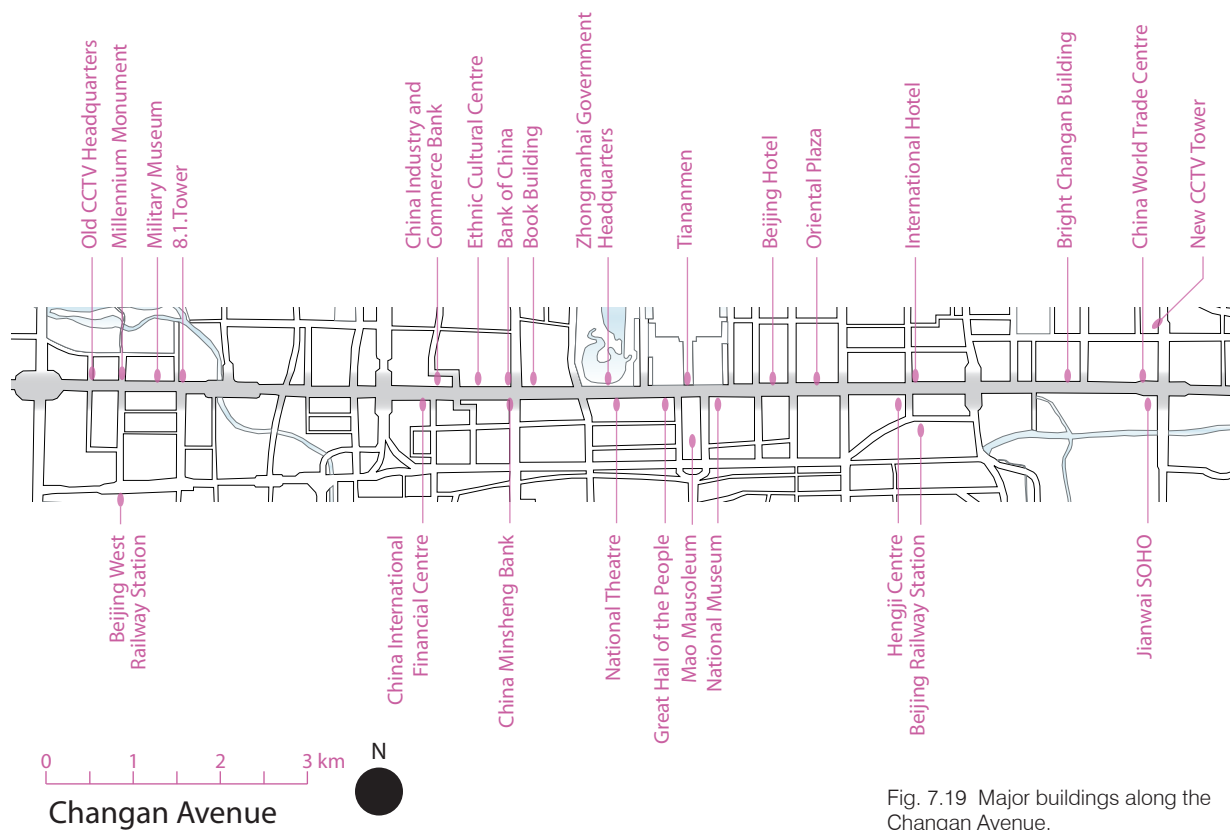 Old CCTV Headquarters
Millennium Monument
Military Museum
8.1.Tower
China Industry and
Commerce Bank
Ethnic Cultural Centre
Bank of China
Book Building
Zhongnanhai Government
Headquarters
Tiananmen
Beijing Hotel
Oriental Plaza
International Hotel
Bright Changan Building
China World Trade Centre
New CCTV Tower
Beijing West
Railway Station
China International
Financial Centre
China Minsheng Bank
National Theatre
Great Hall of the People
Mao Mausoleum
National Museum
Hengji Centre
Beijing Railway Station
Jianwai SOHO
0 1 2 3 km
N
Changan Avenue
Fig. 7.19 Major buildings along the
Changan Avenue.